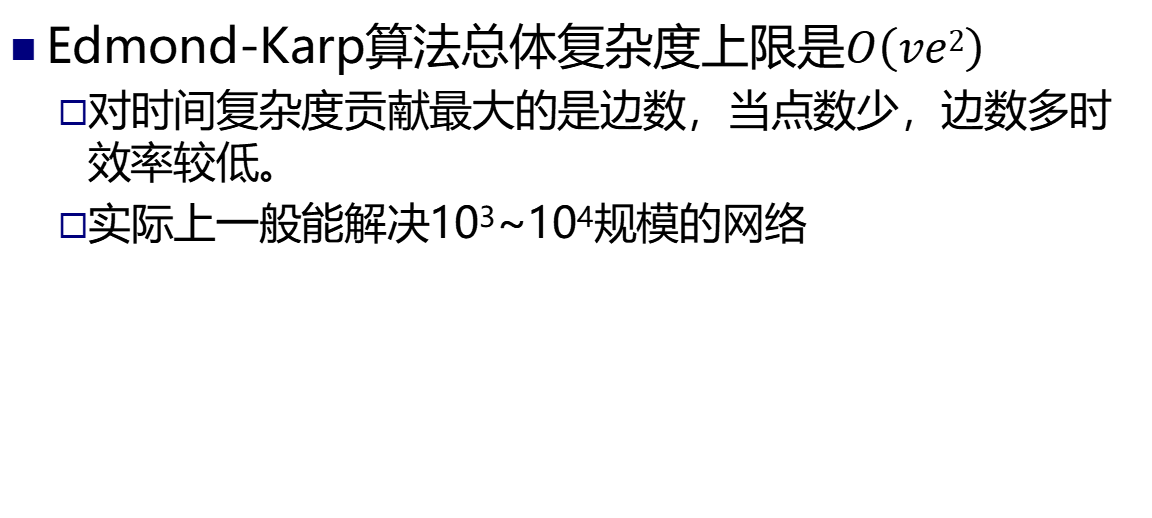 ■ Edmond-Karp算法总体复杂度上限是𝑂(𝑣𝑒²)
□对时间复杂度贡献最大的是边数，当点数少，边数多时
效率较低。
□实际上一般能解决10³~10⁴规模的网络